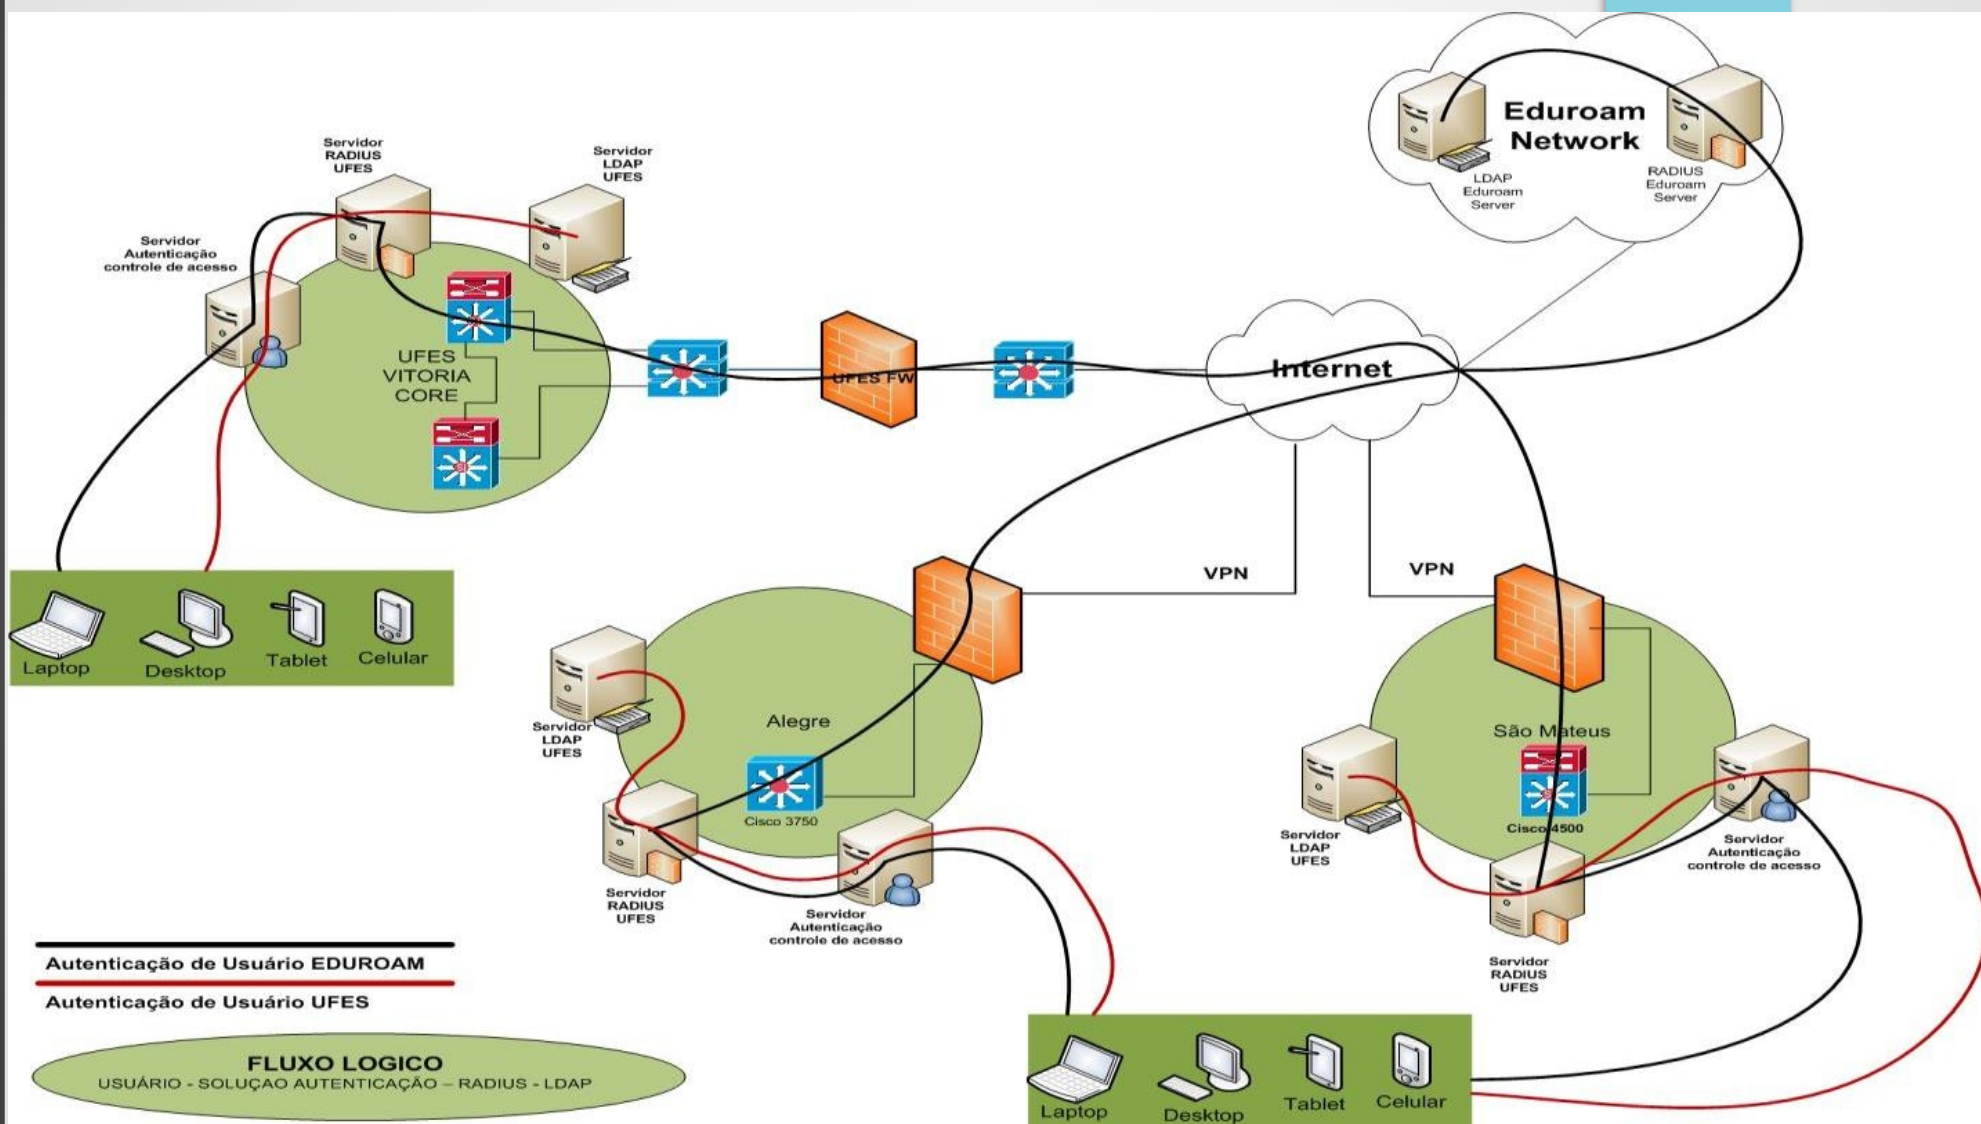 Eduroam
Network
LDAP
Eduroam
Server
RADIUS
Eduroam
Server
Servidor
RADIUS
UFES
Servidor
LDAP
UFES
Servidor
Autenticação
controle de acesso
UFES
VITORIA
CORE
UFES FW
Internet
Laptop
Desktop
Tablet
Celular
VPN
VPN
Servidor
LDAP
UFES
Alegre
Cisco 3750
Servidor
RADIUS
UFES
Servidor
Autenticação
controle de acesso
São Mateus
Cisco 4500
Servidor
LDAP
UFES
Servidor
Autenticação
controle de acesso
Servidor
RADIUS
UFES
Autenticação de Usuário EDUROAM
Autenticação de Usuário UFES
FLUXO LOGICO
USUÁRIO - SOLUÇAO AUTENTICAÇÃO – RADIUS - LDAP
Laptop
Desktop
Tablet
Celular